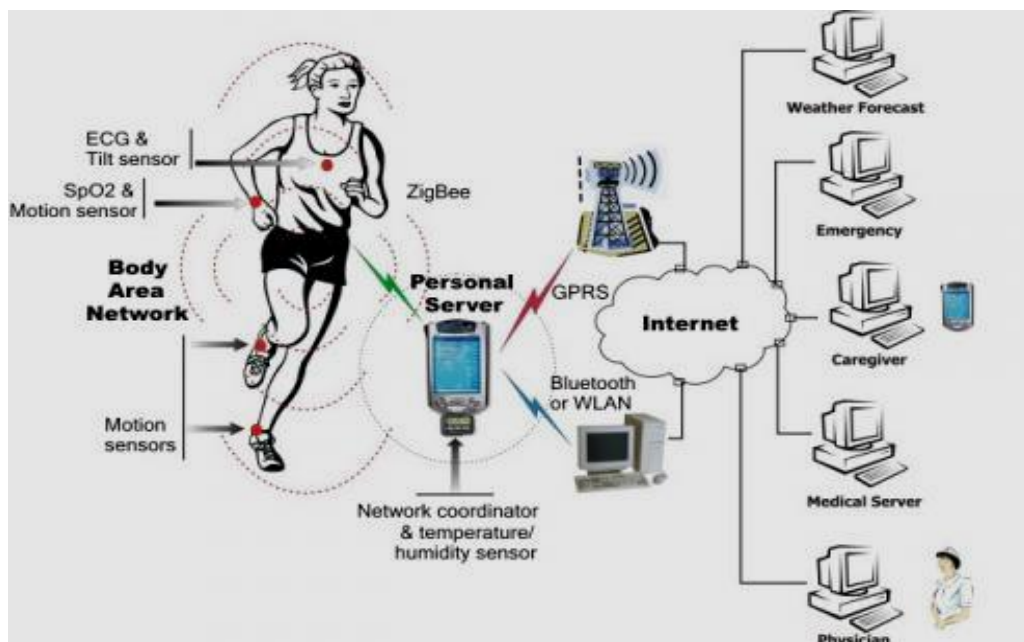 ECG &
Tilt sensor
SpO2 &
Motion sensor
ZigBee
Body
Area
Network
Motion
sensors
Personal
Server
Network coordinator
& temperature/
humidity sensor
GPRS
Bluetooth
or WLAN
Internet
Weather Forecast
Emergency
Caregiver
Medical Server
Physician